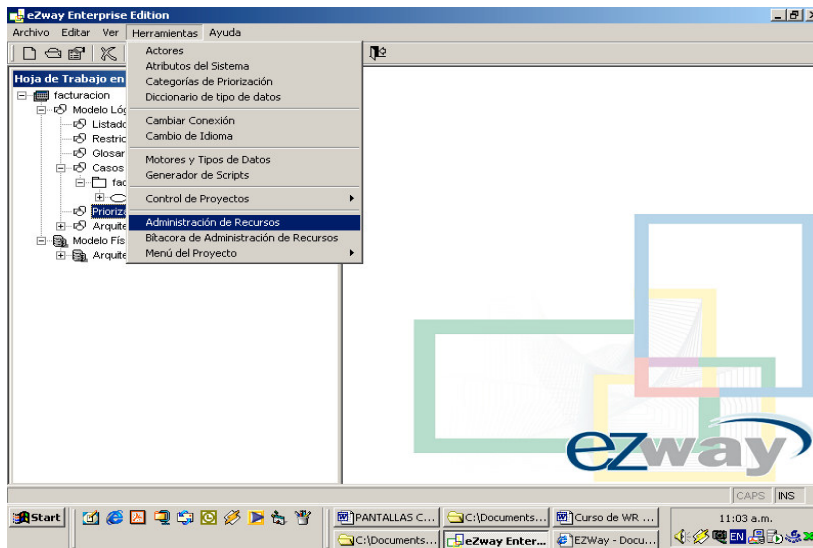 eZway Enterprise Edition
Archivo Editar Ver Herramientas Ayuda
Hoja de Trabajo en
facturacion
Modelo Lóg
Listado
Restric
Glosar
Casos
fac
Prioriza
Arquite
Modelo Fís
Arquite
Actores
Atributos del Sistema
Categorías de Priorización
Diccionario de tipo de datos
Cambiar Conexión
Cambio de Idioma
Motores y Tipos de Datos
Generador de Scripts
Control de Proyectos
Administración de Recursos
Bítacora de Administración de Recursos
Menú del Proyecto
ezway
CAPS INS
Start
PANTALLAS C... C:\Documents... Curso de WR ...
C:\Documents... eZway Enter... EZWay - Docu...
11:03 a.m.
EN